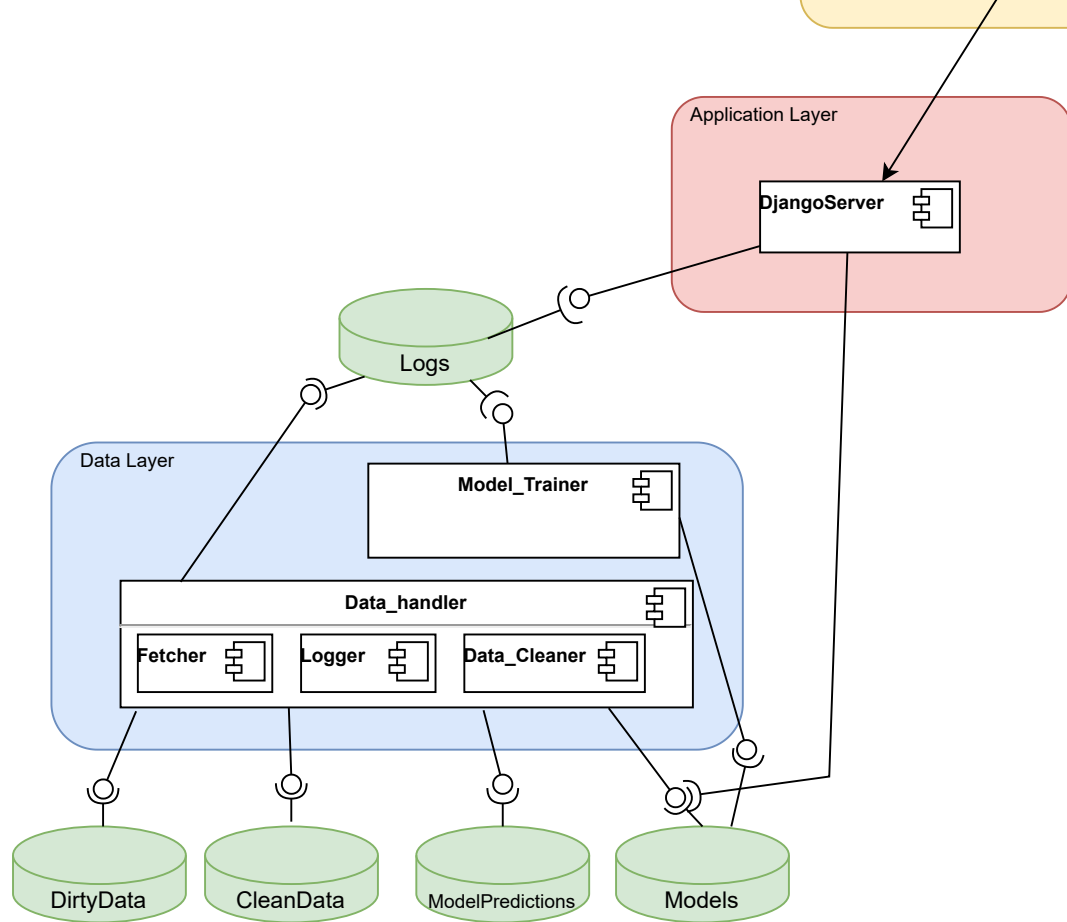 Application Layer
DjangoServer
Logs
Data Layer
Model_Trainer
Data_handler
Fetcher
Logger
Data_Cleaner
DirtyData
CleanData
ModelPredictions
Models